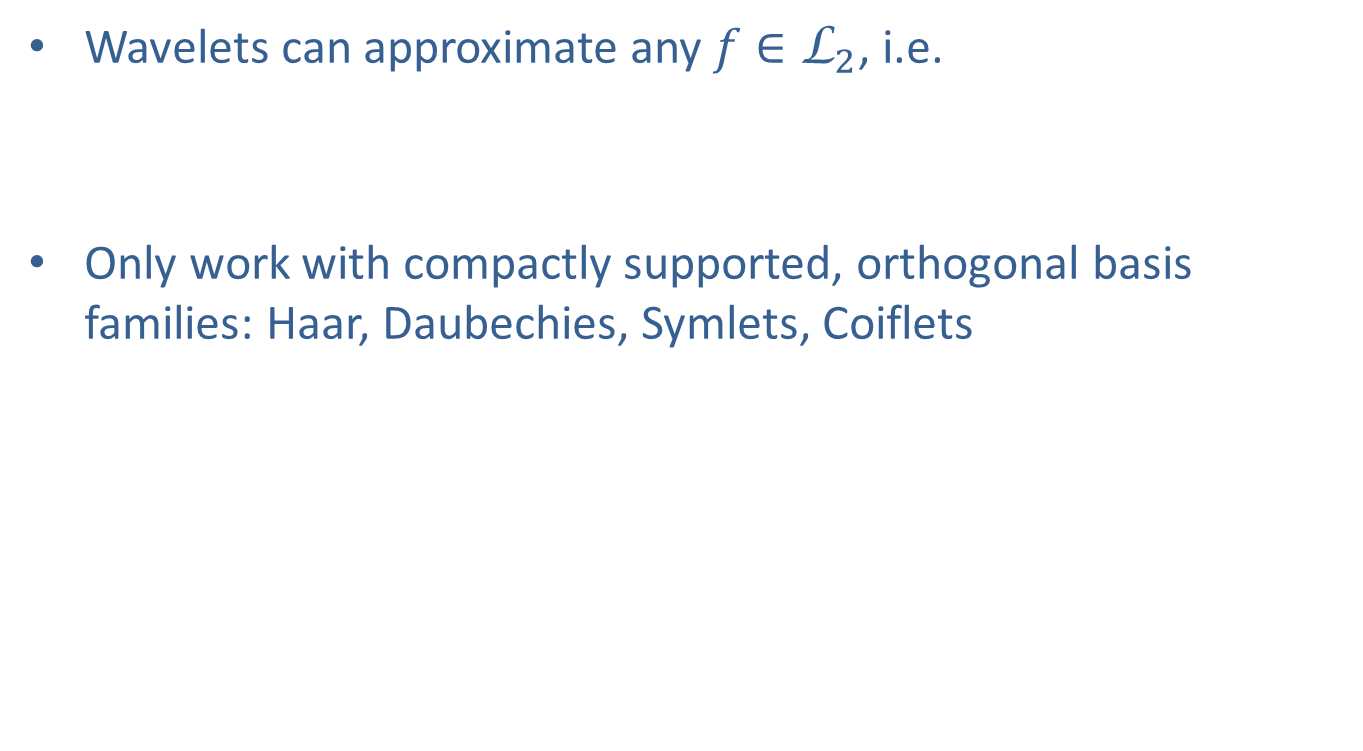 • Wavelets can approximate any 𝑓 ∈ ℒ₂, i.e.
• Only work with compactly supported, orthogonal basis
families: Haar, Daubechies, Symlets, Coiflets